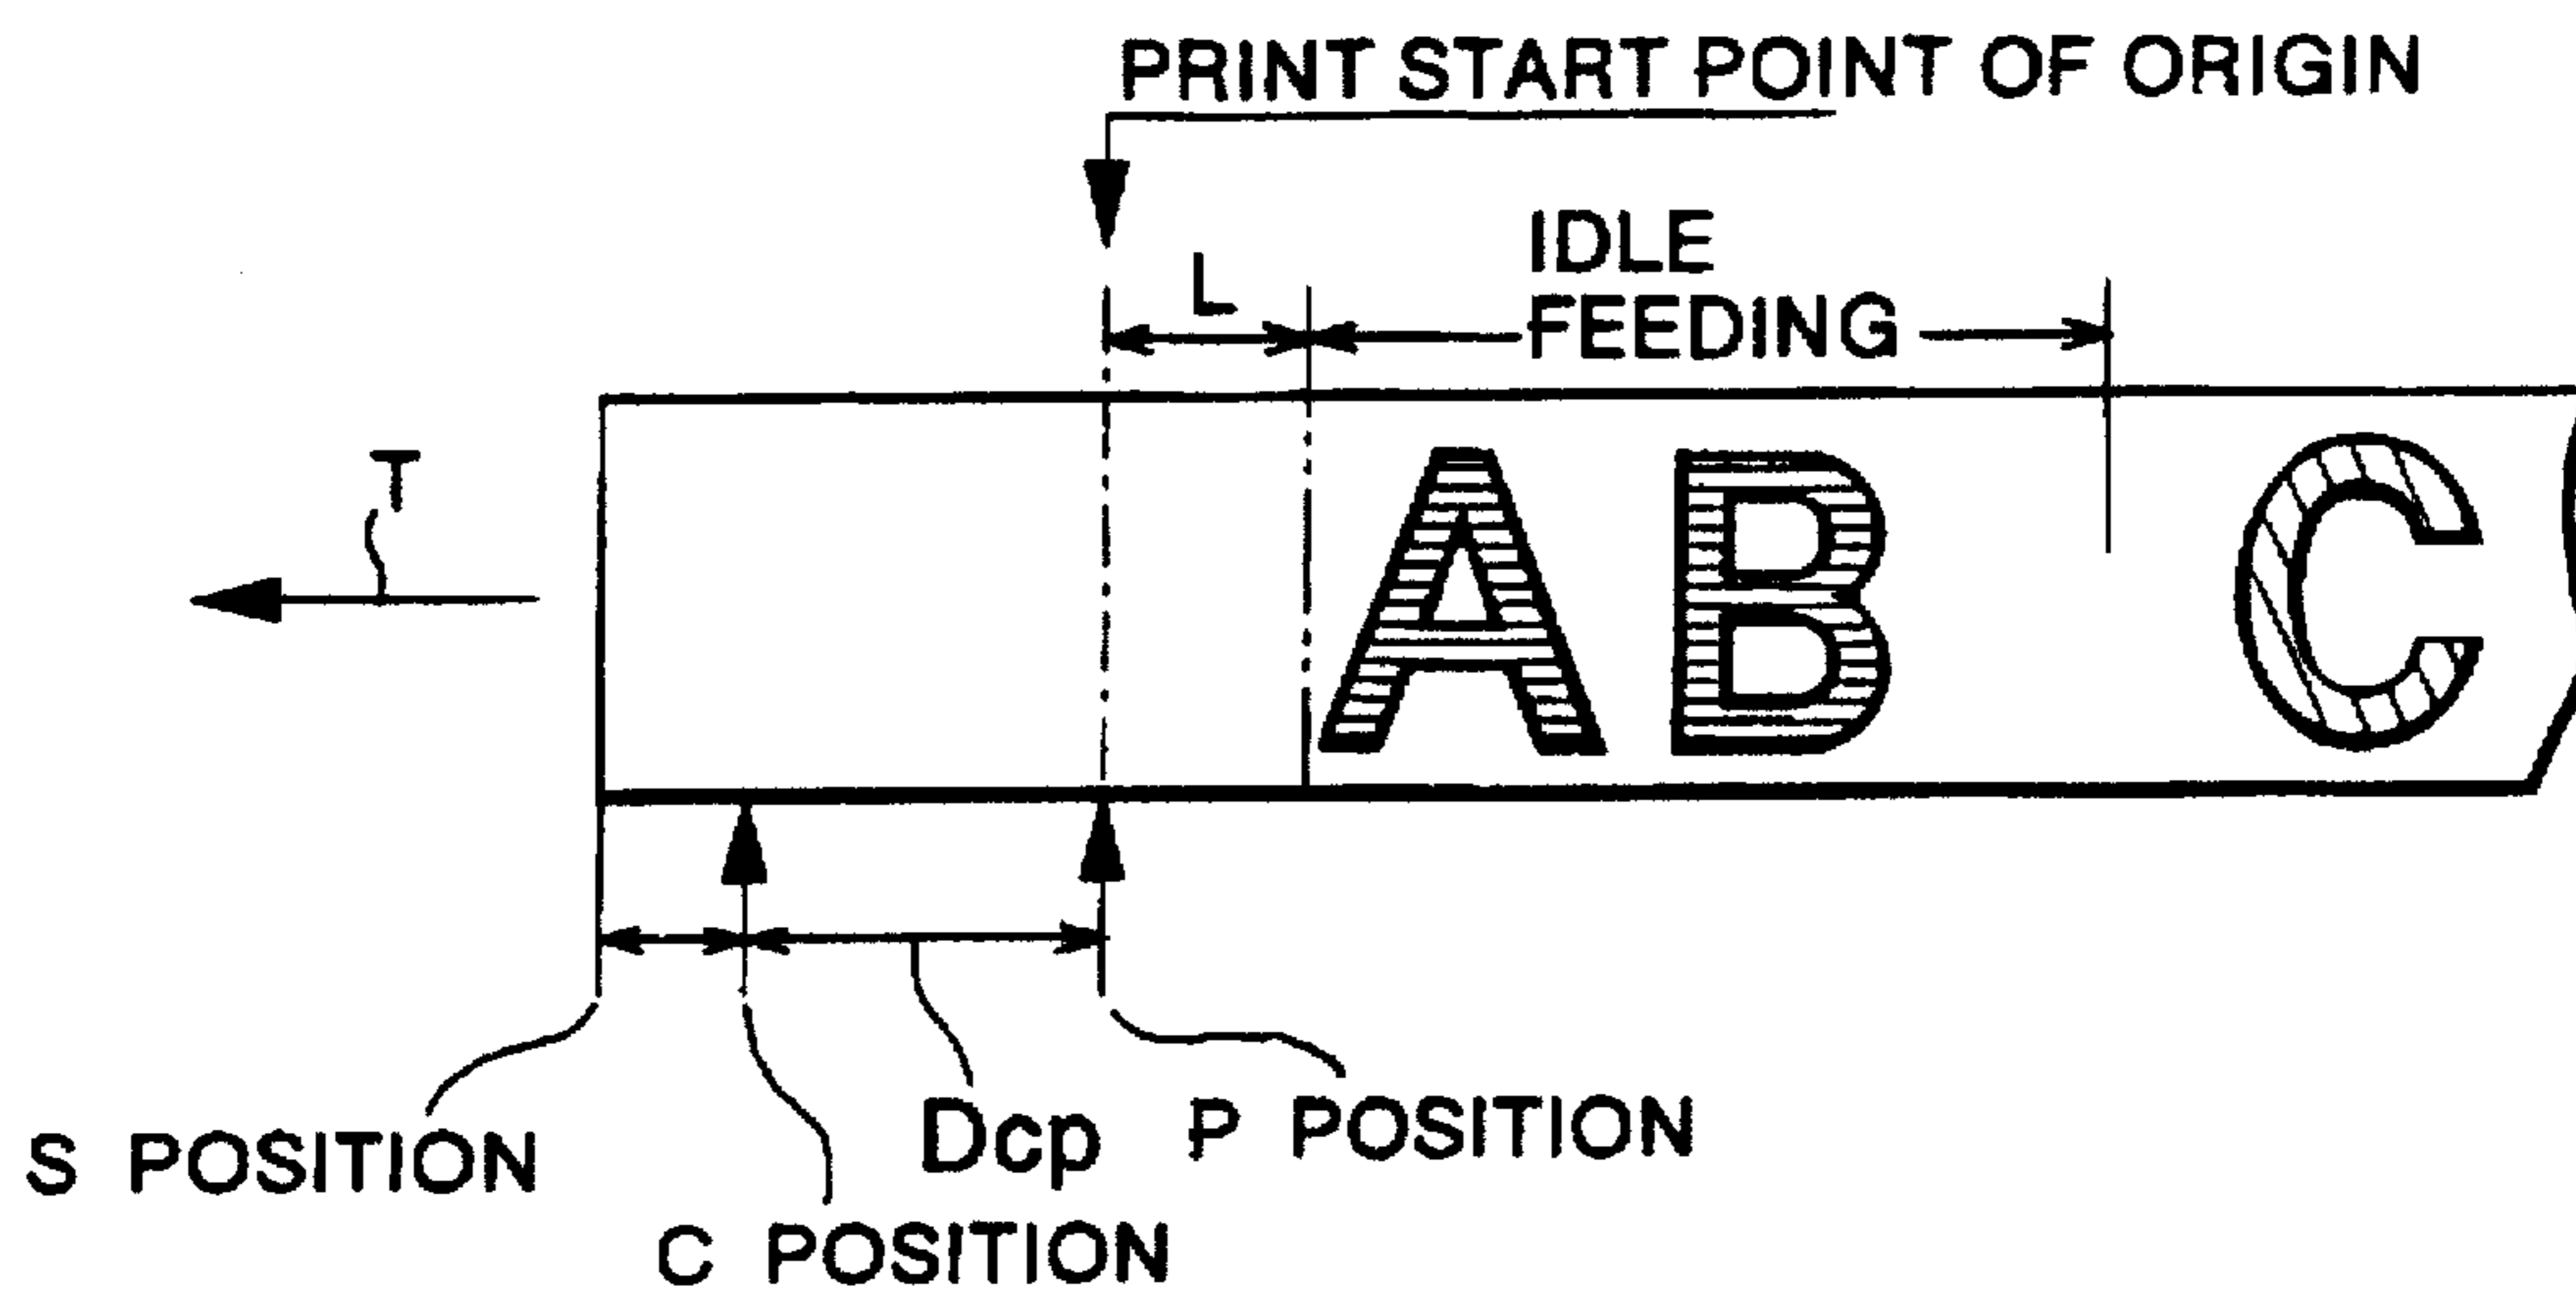 PRINT START POINT OF ORIGIN
IDLE
L
FEEDING
T
AB C
Dcp
P POSITION
S POSITION
C POSITION